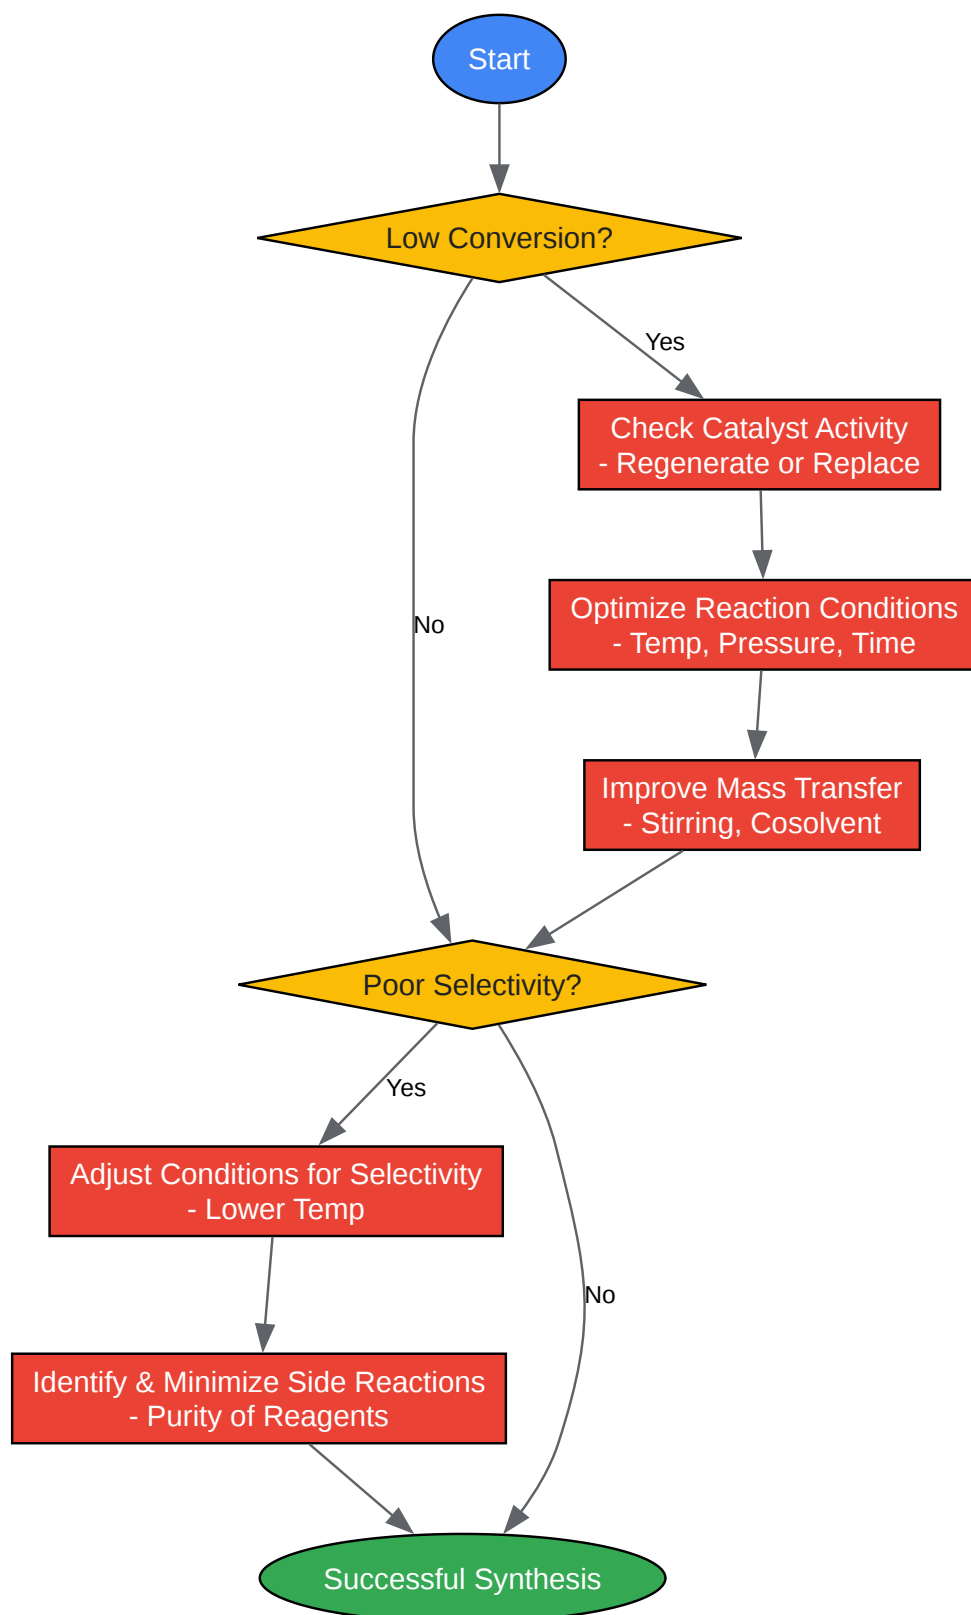 Start
Low Conversion?
Yes
Check Catalyst Activity
- Regenerate or Replace
Optimize Reaction Conditions
- Temp, Pressure, Time
No
Improve Mass Transfer
- Stirring, Cosolvent
Poor Selectivity?
Yes
Adjust Conditions for Selectivity
- Lower Temp
No
Identify & Minimize Side Reactions
- Purity of Reagents
Successful Synthesis